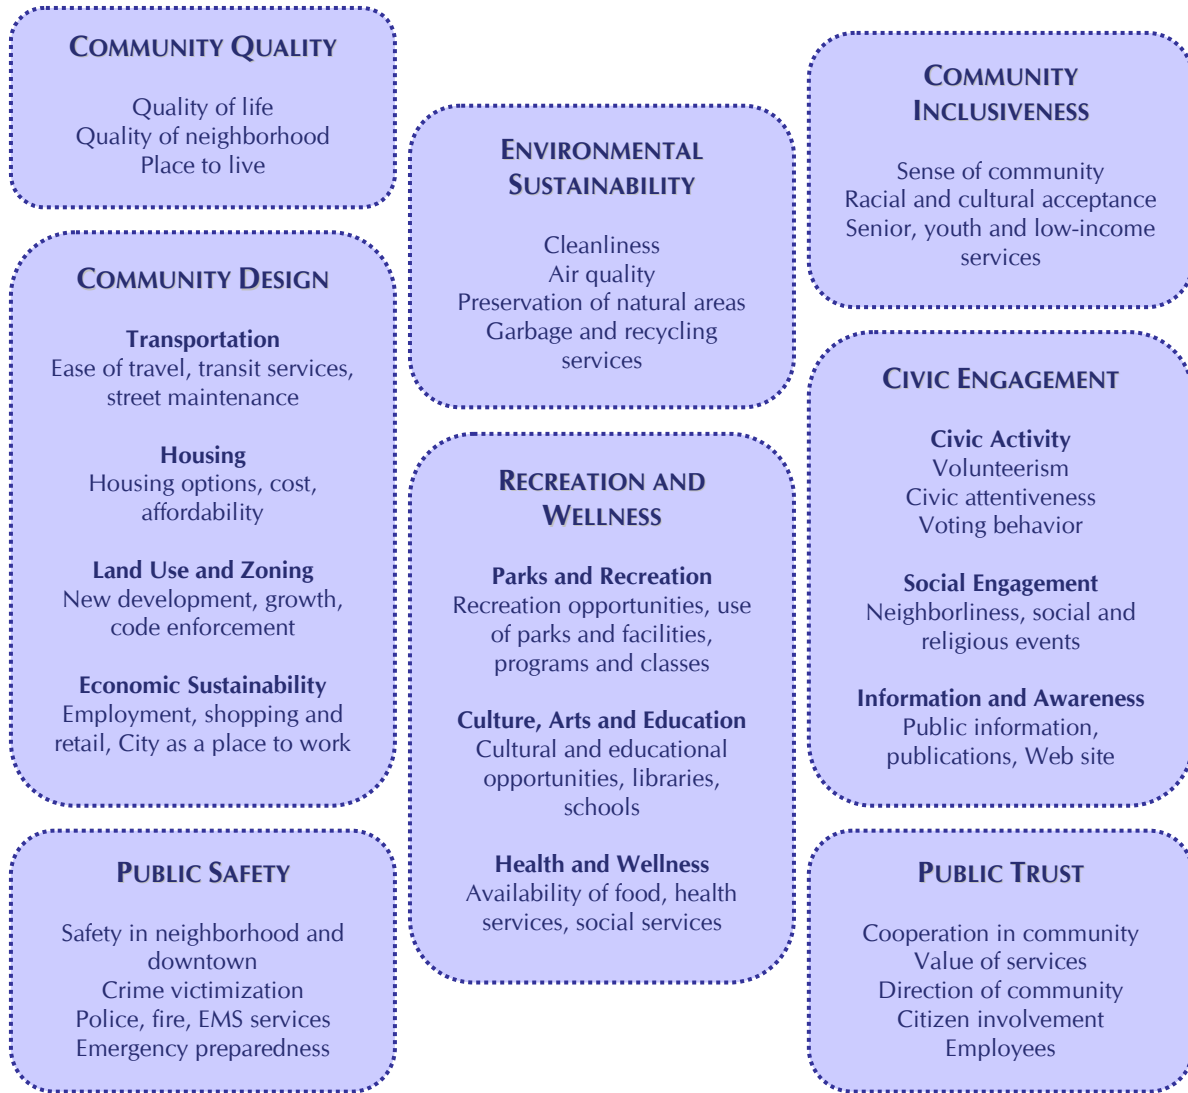 COMMUNITY QUALITY
Quality of life
Quality of neighborhood
Place to live
COMMUNITY DESIGN
Transportation
Ease of travel, transit services,
street maintenance
Housing
Housing options, cost,
affordability
Land Use and Zoning
New development, growth,
code enforcement
Economic Sustainability
Employment, shopping and
retail, City as a place to work
PUBLIC SAFETY
Safety in neighborhood and
downtown
Crime victimization
Police, fire, EMS services
Emergency preparedness
ENVIRONMENTAL
SUSTAINABILITY
Cleanliness
Air quality
Preservation of natural areas
Garbage and recycling
services
RECREATION AND
WELLNESS
Parks and Recreation
Recreation opportunities, use
of parks and facilities,
programs and classes
Culture, Arts and Education
Cultural and educational
opportunities, libraries,
schools
Health and Wellness
Availability of food, health
services, social services
COMMUNITY
INCLUSIVENESS
Sense of community
Racial and cultural acceptance
Senior, youth and low-income
services
CIVIC ENGAGEMENT
Civic Activity
Volunteerism
Civic attentiveness
Voting behavior
Social Engagement
Neighborliness, social and
religious events
Information and Awareness
Public information,
publications, Web site
PUBLIC TRUST
Cooperation in community
Value of services
Direction of community
Citizen involvement
Employees